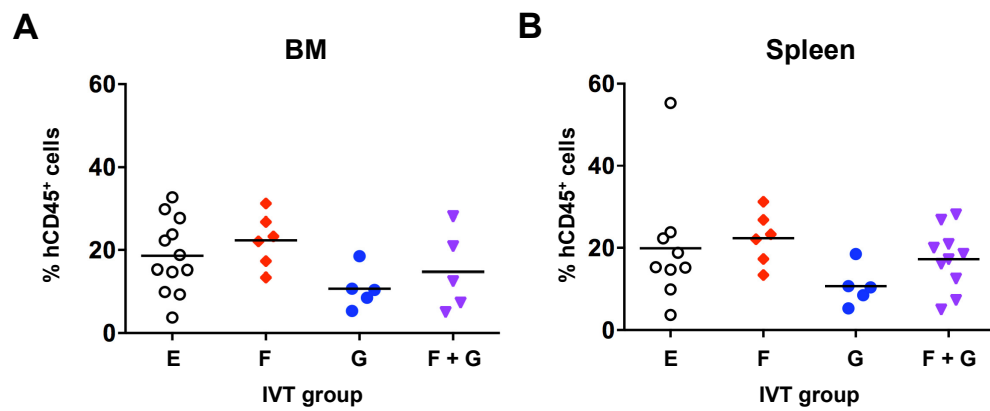 A
BM
% hCD45⁺ cells
60
40
20
0
E F G F + G
IVT group
B
Spleen
% hCD45⁺ cells
60
40
20
0
E F G F + G
IVT group